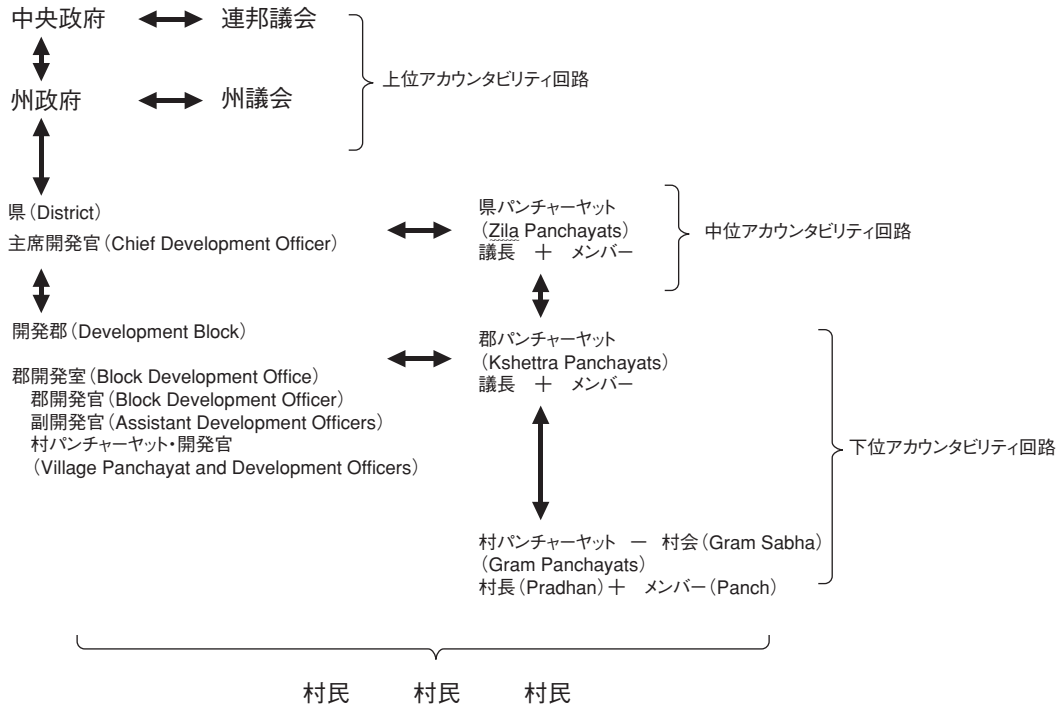 中央政府 連邦議会
上位アカウンタビリティ回路
州政府 州議会
県(District)
主席開発官(Chief Development Officer)
県パンチャーヤット
(Zila Panchayats)
議長 + メンバー
中位アカウンタビリティ回路
開発郡(Development Block)
郡開発室(Block Development Office)
郡開発官(Block Development Officer)
副開発官(Assistant Development Officers)
村パンチャーヤット・開発官
(Village Panchayat and Development Officers)
郡パンチャーヤット
(Kshettra Panchayats)
議長 + メンバー
下位アカウンタビリティ回路
村パンチャーヤット ー 村会(Gram Sabha)
(Gram Panchayats)
村長(Pradhan)+ メンバー(Panch)
村民 村民 村民